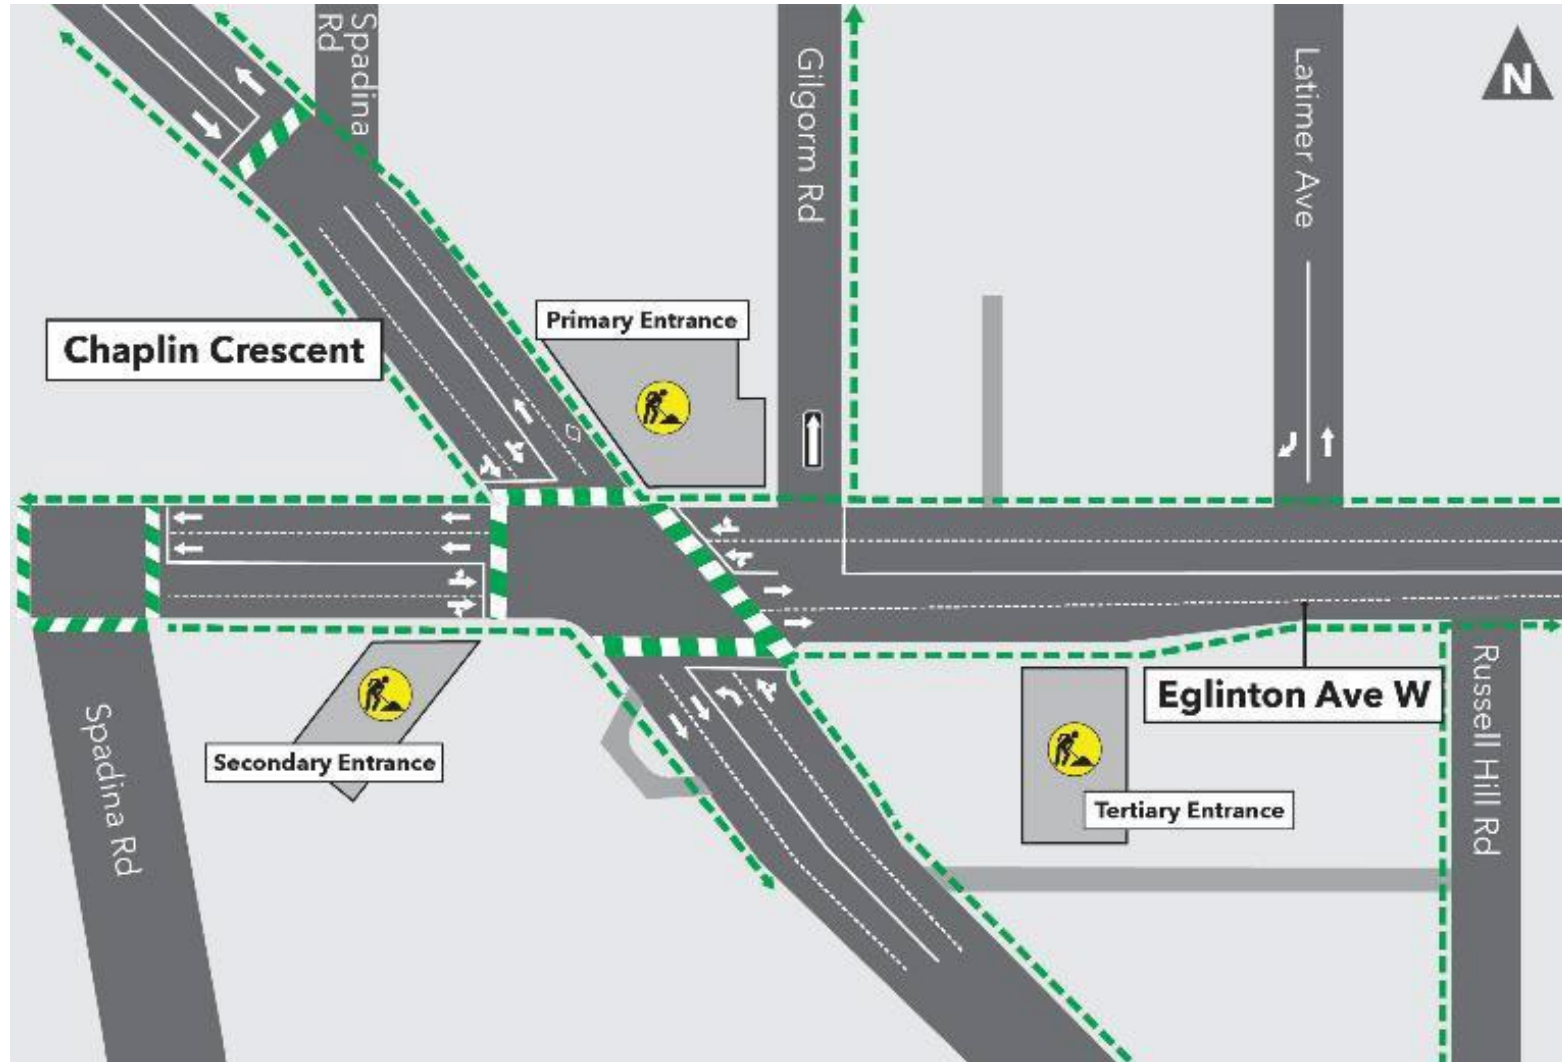 Spadina
Rd
Gilgorm Rd
Latimer Ave
N
Primary Entrance
Chaplin Crescent
Eglinton Ave W
Secondary Entrance
Spadina Rd
Tertiary Entrance
Russell Hill Rd